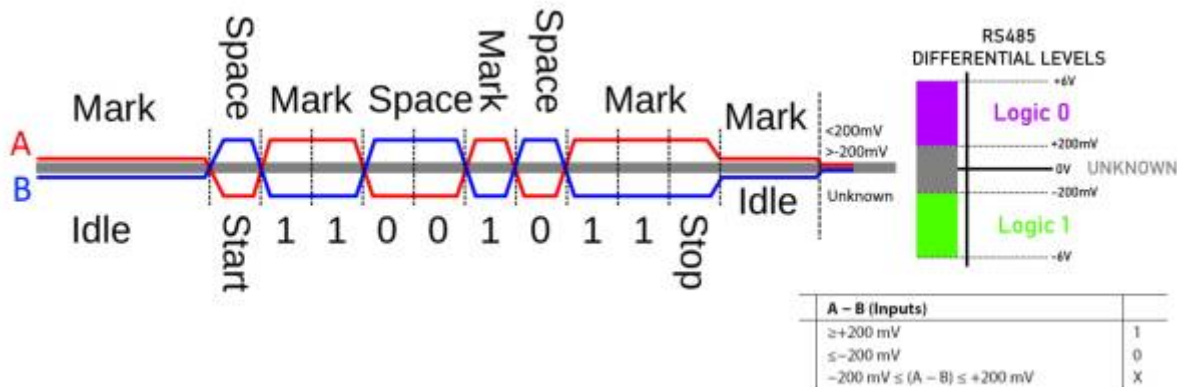 Space
Mark
Space
Mark
Space
Mark
Mark
<200mV
>-200mV
A
B
Unknown
Idle
Start
1 1 0 0 1 0 1 1
Stop
Idle
RS485
DIFFERENTIAL LEVELS
+6V
Logic 0
+200mV
0V
UNKNOWN
-200mV
Logic 1
-6V
A – B (Inputs)
≥+200 mV 1
≤−200 mV 0
−200 mV ≤ (A – B) ≤ +200 mV X